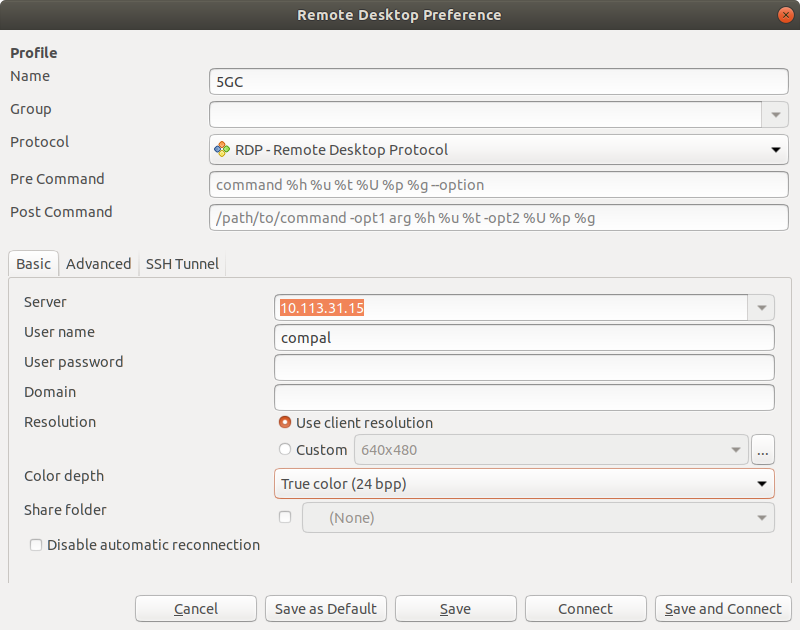 Remote Desktop Preference
Profile
Name 5GC
Group
Protocol RDP - Remote Desktop Protocol
Pre Command command %h %u %t %U %p %g --option
Post Command /path/to/command -opt1 arg %h %u %t -opt2 %U %p %g
Basic Advanced SSH Tunnel
Server 10.113.31.15
User name compal
User password
Domain
Resolution Use client resolution
Custom 640x480 ...
Color depth True color (24 bpp)
Share folder (None)
Disable automatic reconnection
Cancel Save as Default Save Connect Save and Connect